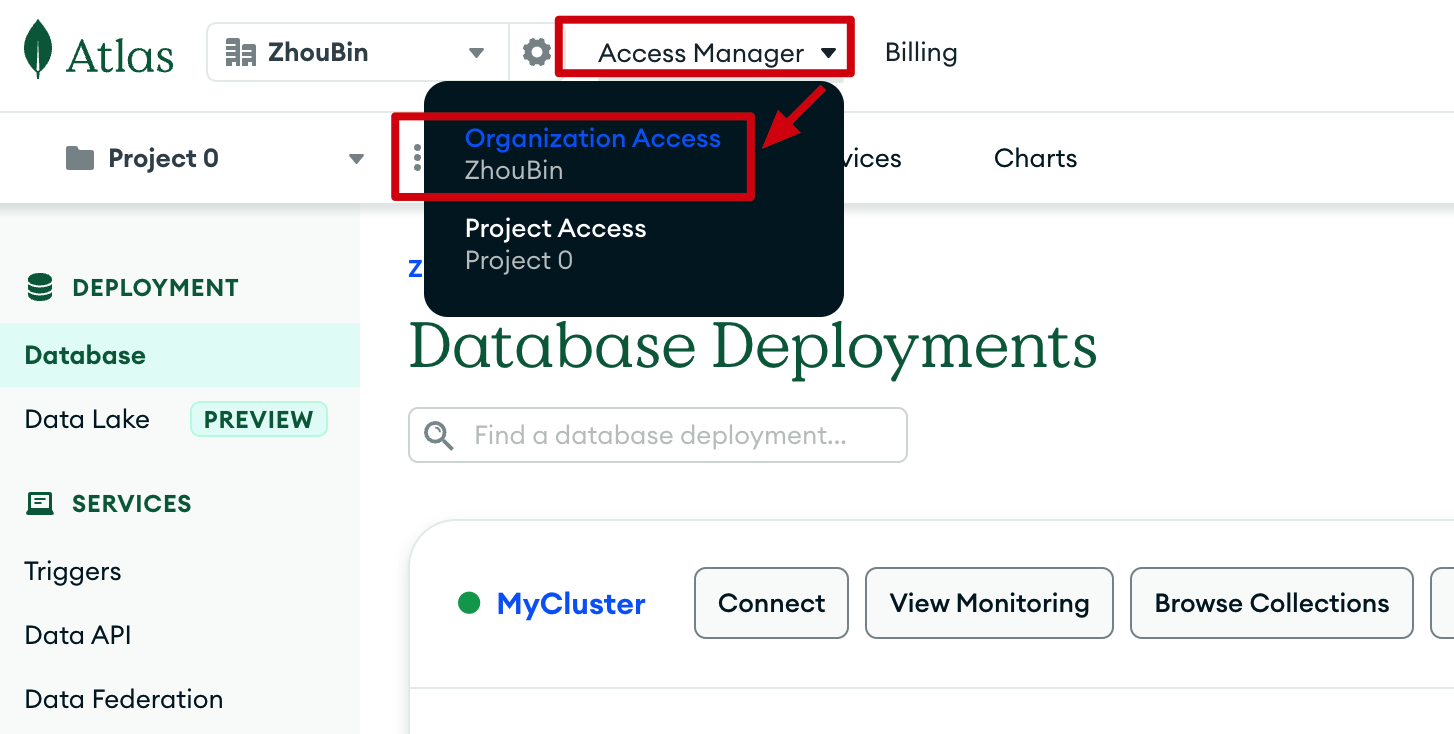 Atlas
ZhouBin
Access Manager
Billing
Project 0
Organization Access
ZhouBin
Project Access
Project 0
vices
Charts
DEPLOYMENT
Database
Data Lake
PREVIEW
SERVICES
Triggers
Data API
Data Federation
Z
Database Deployments
Find a database deployment...
MyCluster
Connect
View Monitoring
Browse Collections